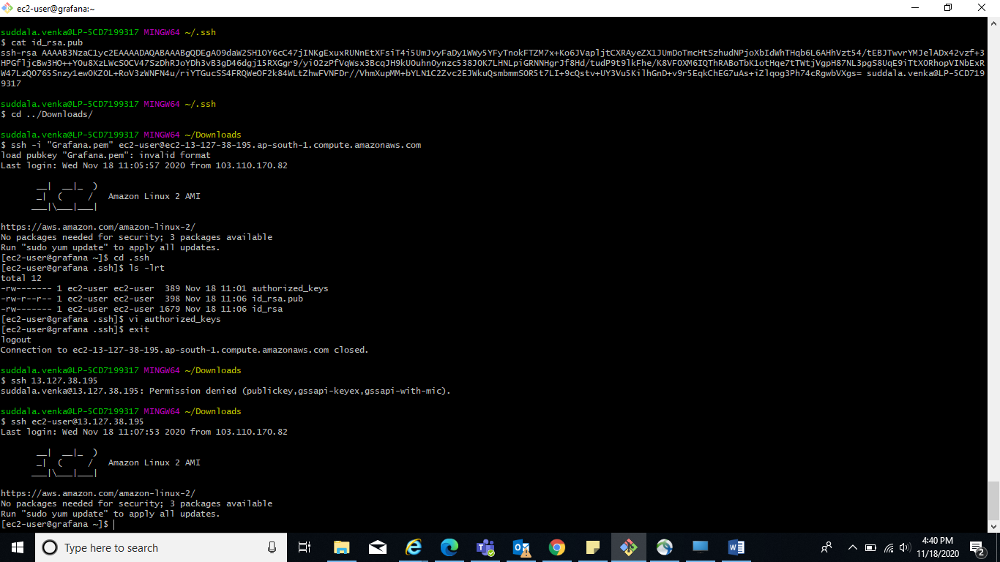 ec2-user@grafana:~
suddala.venka@LP-5CD7199317 MINGW64 ~/.ssh
$ cat id_rsa.pub
ssh-rsa AAAAB3NzaC1yc2EAAAADAQABAAABgQDEgAO9daW2SH1OY6cC47jINKgExuxRUNnEtXFsiT4i5UmJvyFaDy1WWy5YFyTnokFTZM7x+Ko6JVapljtCXRAyeZX1JUmDoTmcHtSzhudNPjoXbIdWhTHqb6L6AHhVzt54/tEBJTwvrYMJelADx42vzf+3
HPGfljcBw3HO++YOu8XzLWcSOCV47SzDhRJoYDh3vB3gD46dgj15RXGgr9/yiO2zPfVqWsx3BcqJH9kUOuhnOynzc538JOK7LHNLpiGRNNHgrJf8Hd/tudP9t9lkFhe/K8VFOXM6IQThRABoTbK1otHqe7tTWtjVgpH87NL3pgS8UqE9iTtXORhopVINbExR
W47LzQO765Snzy1ewOKZOL+RoV3zWNFN4u/riYTGucSS4FRQWeOF2k84WLtZhwFVNFDr//VhmXupMM+bYLN1C2Zvc2EJWkuQsmbmmSOR5t7LI+9cQstv+UY3Vu5KilhGnD+v9r5EqkChEG7uAs+iZlqog3Ph74cRgwbVXgs= suddala.venka@LP-5CD719
9317
suddala.venka@LP-5CD7199317 MINGW64 ~/.ssh
$ cd ../Downloads/
suddala.venka@LP-5CD7199317 MINGW64 ~/Downloads
$ ssh -i "Grafana.pem" ec2-user@ec2-13-127-38-195.ap-south-1.compute.amazonaws.com
load pubkey "Grafana.pem": invalid format
Last login: Wed Nov 18 11:05:57 2020 from 103.110.170.82
__| __|_ )
_| ( / Amazon Linux 2 AMI
___|\___|___|
https://aws.amazon.com/amazon-linux-2/
No packages needed for security; 3 packages available
Run "sudo yum update" to apply all updates.
[ec2-user@grafana ~]$ cd .ssh
[ec2-user@grafana .ssh]$ ls -lrt
total 12
-rw------- 1 ec2-user ec2-user 389 Nov 18 11:01 authorized_keys
-rw-r--r-- 1 ec2-user ec2-user 398 Nov 18 11:06 id_rsa.pub
-rw------- 1 ec2-user ec2-user 1679 Nov 18 11:06 id_rsa
[ec2-user@grafana .ssh]$ vi authorized_keys
[ec2-user@grafana .ssh]$ exit
logout
Connection to ec2-13-127-38-195.ap-south-1.compute.amazonaws.com closed.
suddala.venka@LP-5CD7199317 MINGW64 ~/Downloads
$ ssh 13.127.38.195
suddala.venka@13.127.38.195: Permission denied (publickey,gssapi-keyex,gssapi-with-mic).
suddala.venka@LP-5CD7199317 MINGW64 ~/Downloads
$ ssh ec2-user@13.127.38.195
Last login: Wed Nov 18 11:07:53 2020 from 103.110.170.82
__| __|_ )
_| ( / Amazon Linux 2 AMI
___|\___|___|
https://aws.amazon.com/amazon-linux-2/
No packages needed for security; 3 packages available
Run "sudo yum update" to apply all updates.
[ec2-user@grafana ~]$
Type here to search
4:40 PM
11/18/2020
2